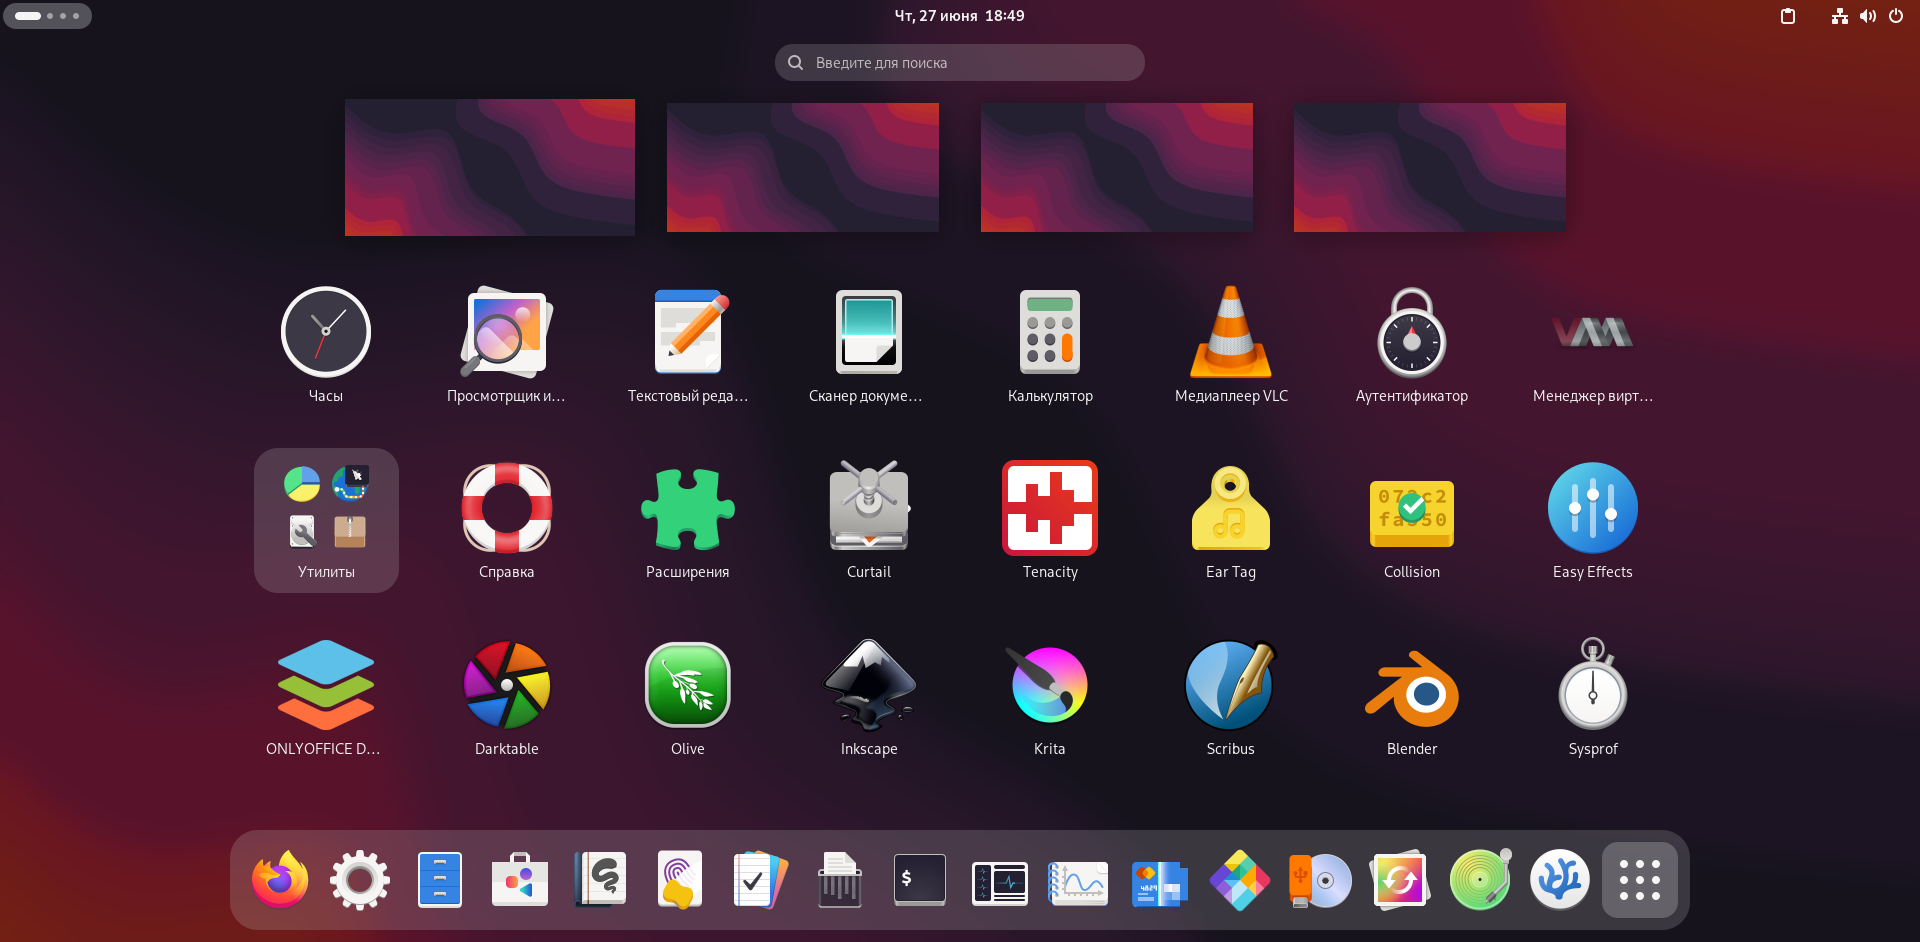 Чт, 27 июня 18:49
Введите для поиска
Часы
Просмотрщик и…
Текстовый реда…
Сканер докуме…
Калькулятор
Медиаплеер VLC
Аутентификатор
Менеджер вирт…
Утилиты
Справка
Расширения
Curtail
Tenacity
Ear Tag
Collision
Easy Effects
ONLYOFFICE D…
Darktable
Olive
Inkscape
Krita
Scribus
Blender
Sysprof
$